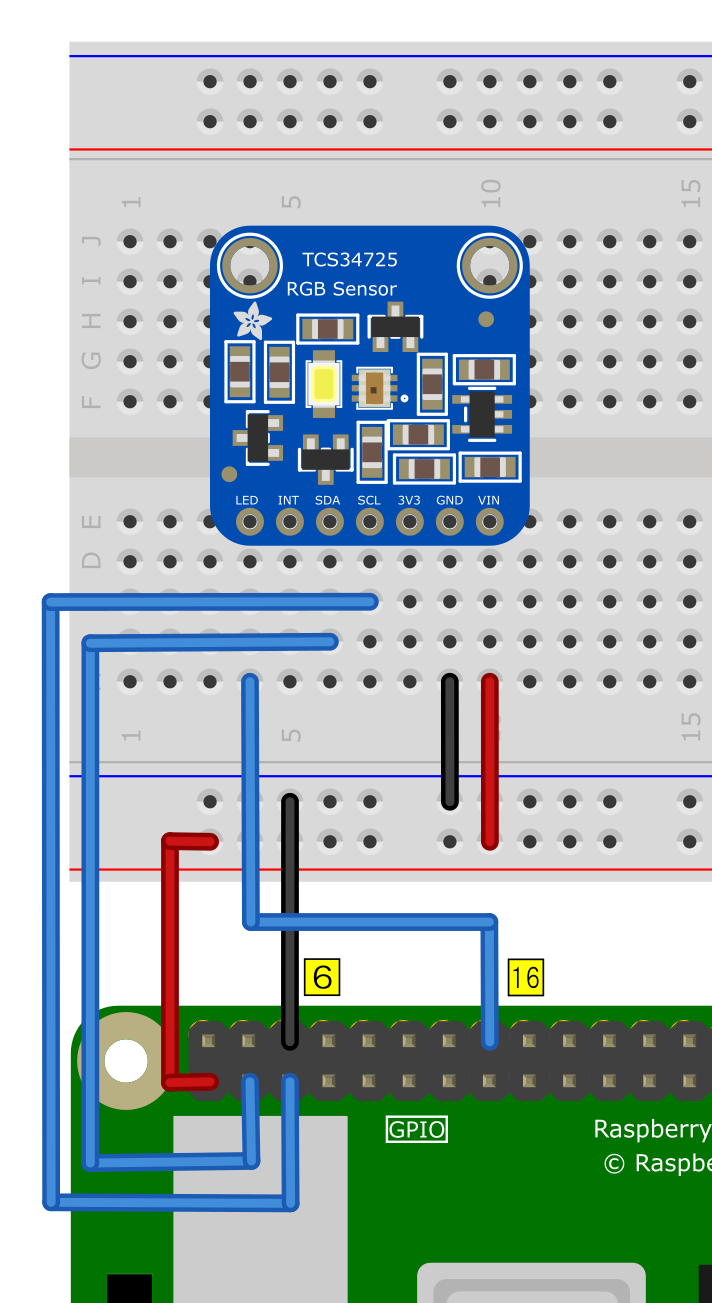 1 5 10 15
J
I
H
G
F
TCS34725
RGB Sensor
LED INT SDA SCL 3V3 GND VIN
E
D
1 5 15
6 16
GPIO
Raspberry
© Raspbe